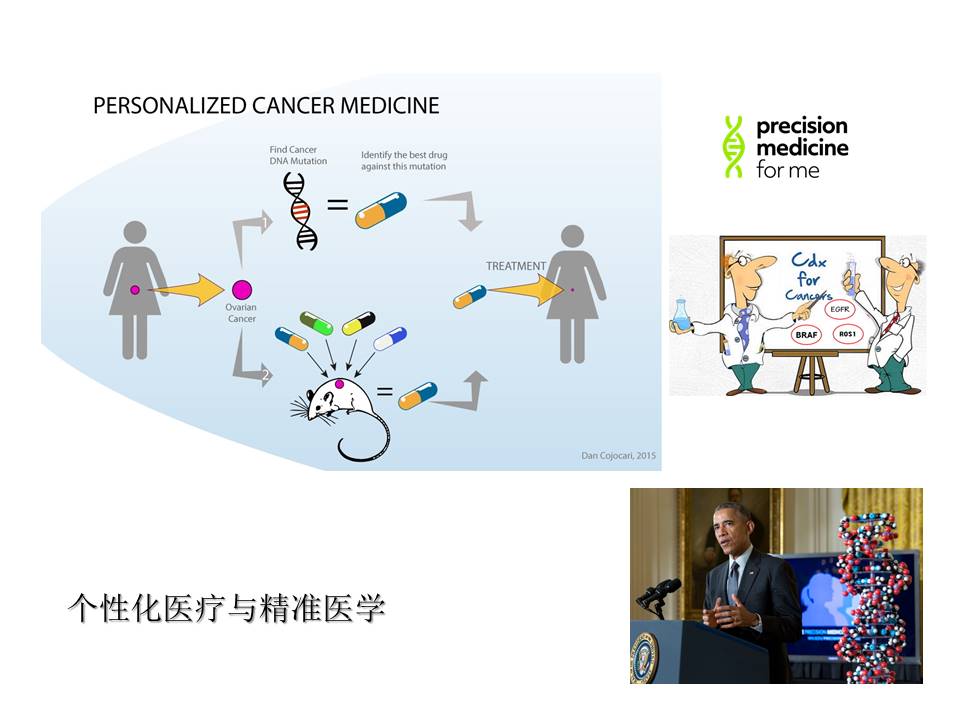 PERSONALIZED CANCER MEDICINE
Find Cancer
DNA Mutation
Identify the best drug
against this mutation
1
=
TREATMENT
Ovarian
Cancer
2
=
Dan Cojocari, 2015
precision
medicine
for me
Cdx
for
Cancers
EGFR
BRAF
ROS1
PRECISION MEDICINE
个性化医疗与精准医学